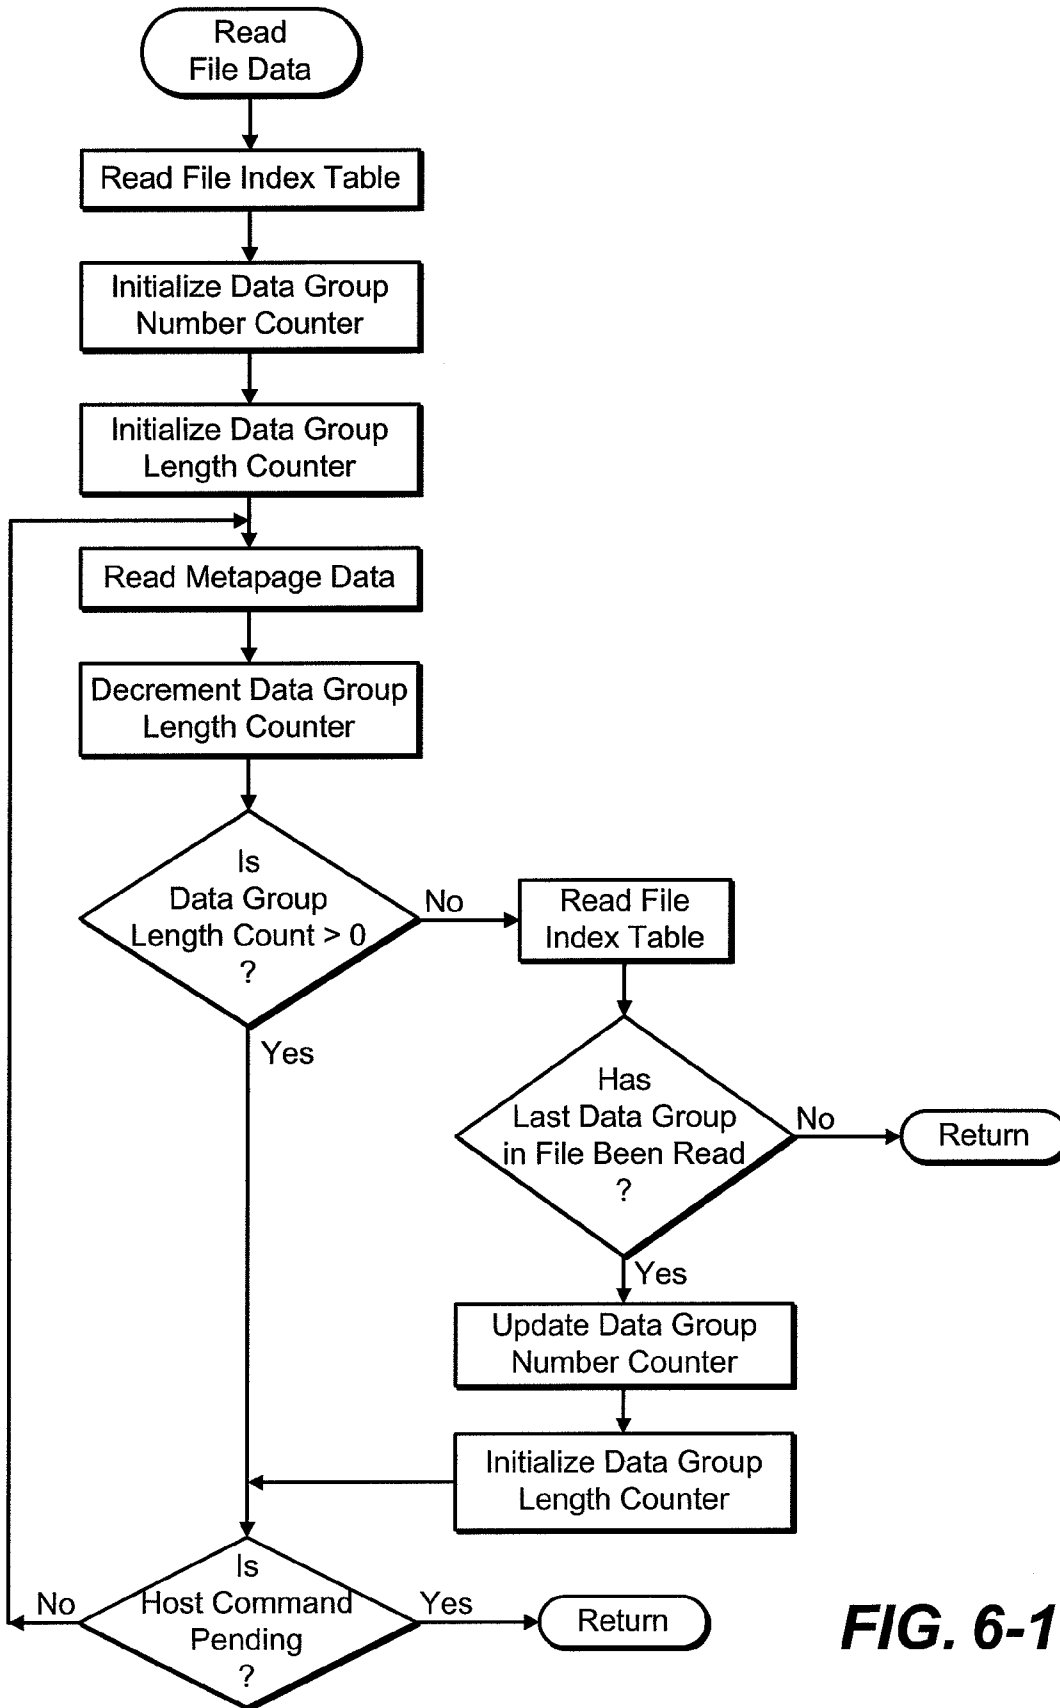 Read
File Data
Read File Index Table
Initialize Data Group
Number Counter
Initialize Data Group
Length Counter
Read Metapage Data
Decrement Data Group
Length Counter
Is
Data Group
Length Count > 0
?
No
Yes
Read File
Index Table
Has
Last Data Group
in File Been Read
?
No
Return
Yes
Update Data Group
Number Counter
Initialize Data Group
Length Counter
Is
Host Command
Pending
?
No
Yes
Return
FIG. 6-1